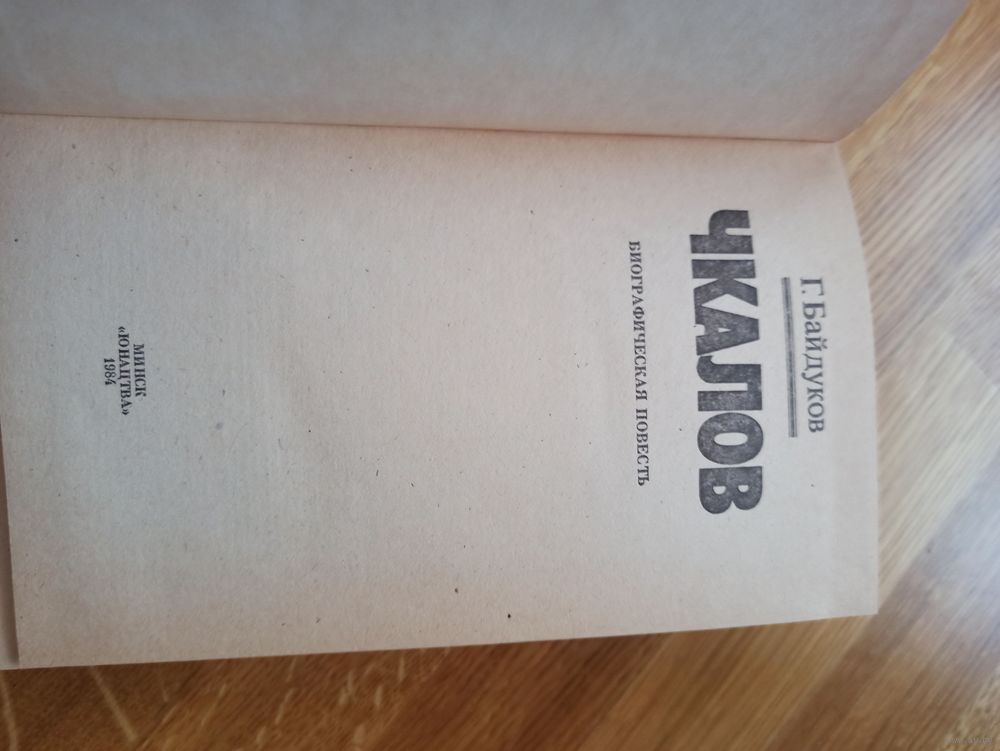 Г. Байдуков
ЧКАЛОВ
БИОГРАФИЧЕСКАЯ ПОВЕСТЬ
МИНСК
«ЮНАЦТВА»
1984